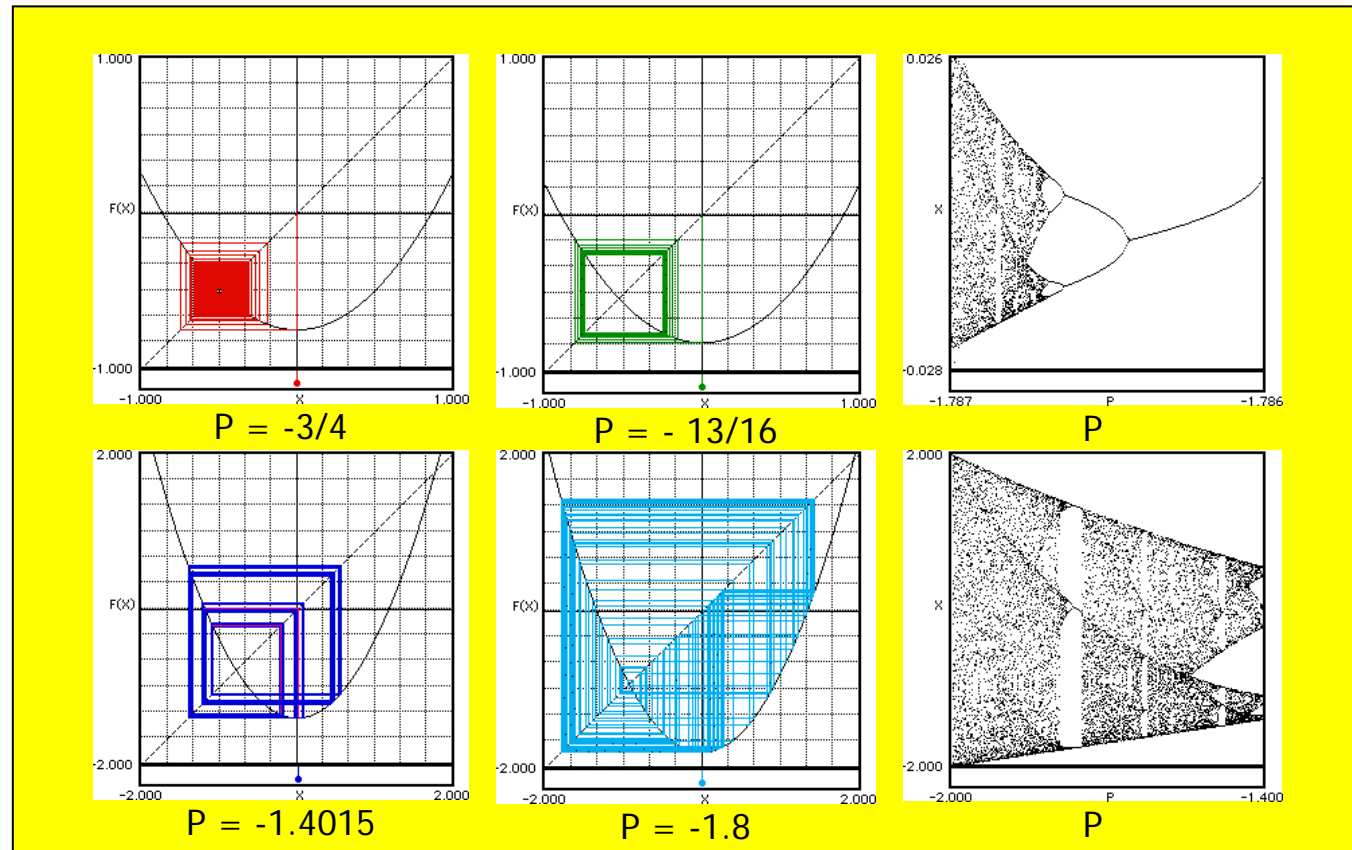 1.000
F(X)
-1.000
-1.000 X 1.000
P = -3/4
1.000
F(X)
-1.000
-1.000 X 1.000
P = - 13/16
0.026
X
-0.028
-1.787 P -1.786
P
2.000
F(X)
-2.000
-2.000 X 2.000
P = -1.4015
2.000
F(X)
-2.000
-2.000 X 2.000
P = -1.8
2.000
X
-2.000
-2.000 P -1.400
P